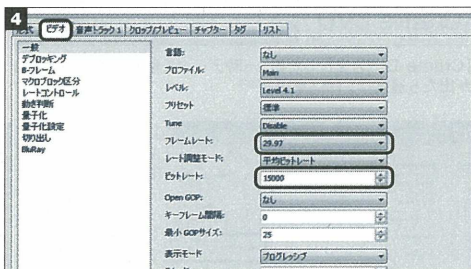 4
形式 ビデオ 音声トラック1 クロップ/プレビュー チャプター タグ リスト
一般
デブロッキング
B-フレーム
マクロブロック区分
レートコントロール
動き判断
量子化
量子化設定
切り出し
BluRay
言語: なし
プロファイル: Main
レベル: Level 4.1
プリセット 標準
Tune Disable
フレームレート: 29.97
レート調整モード: 平均ビットレート
ビットレート: 15000
Open GOP: なし
キーフレーム間隔: 0
最小 GOPサイズ: 25
表示モード プログレッシブ